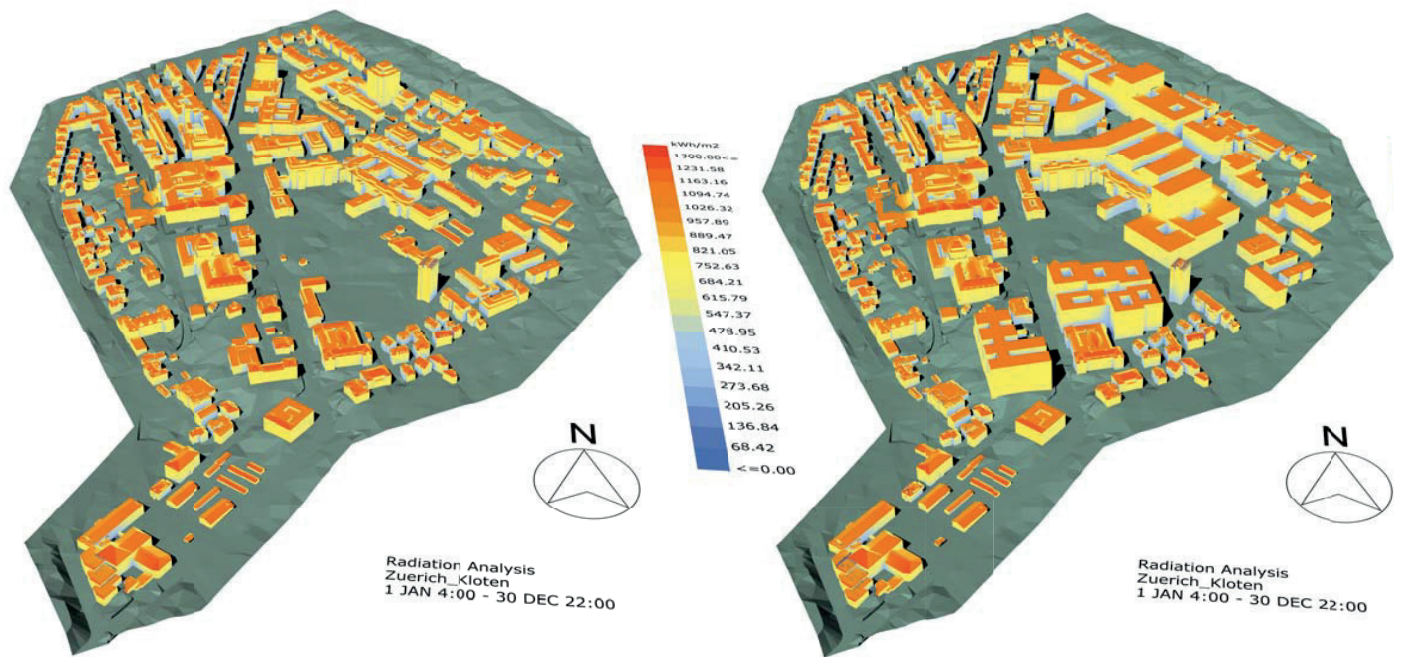 kWh/m2
1300.00<=
1231.58
1163.16
1094.74
1026.32
957.89
889.47
821.05
752.63
684.21
615.79
547.37
478.95
410.53
342.11
273.68
205.26
136.84
68.42
<=0.00
N
Radiation Analysis
Zuerich_Kloten
1 JAN 4:00 - 30 DEC 22:00
N
Radiation Analysis
Zuerich_Kloten
1 JAN 4:00 - 30 DEC 22:00